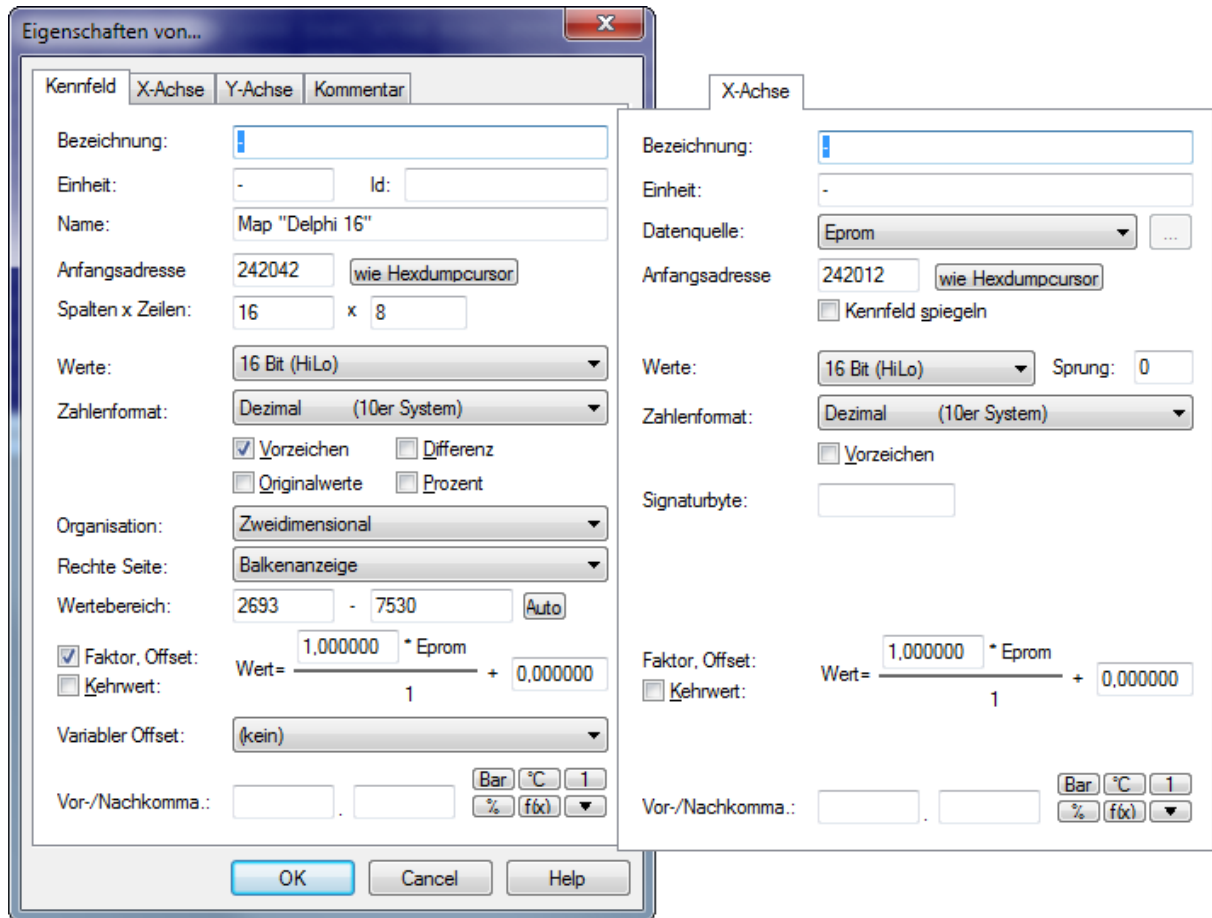 Eigenschaften von...
Kennfeld X-Achse Y-Achse Kommentar
Bezeichnung: -
Einheit: - Id:
Name: Map "Delphi 16"
Anfangsadresse 242042 wie Hexdumpcursor
Spalten x Zeilen: 16 x 8
Werte: 16 Bit (HiLo)
Zahlenformat: Dezimal (10er System)
Vorzeichen Differenz
Originalwerte Prozent
Organisation: Zweidimensional
Rechte Seite: Balkenanzeige
Wertebereich: 2693 - 7530 Auto
Faktor, Offset: Wert= 1,000000 * Eprom + 0,000000
Kehrwert: 1
Variabler Offset: (kein)
Bar °C 1
Vor-/Nachkomma.: . % f(x)
OK Cancel Help
X-Achse
Bezeichnung: -
Einheit: -
Datenquelle: Eprom ...
Anfangsadresse 242012 wie Hexdumpcursor
Kennfeld spiegeln
Werte: 16 Bit (HiLo) Sprung: 0
Zahlenformat: Dezimal (10er System)
Vorzeichen
Signaturbyte:
Faktor, Offset: Wert= 1,000000 * Eprom + 0,000000
Kehrwert: 1
Bar °C 1
Vor-/Nachkomma.: . % f(x)